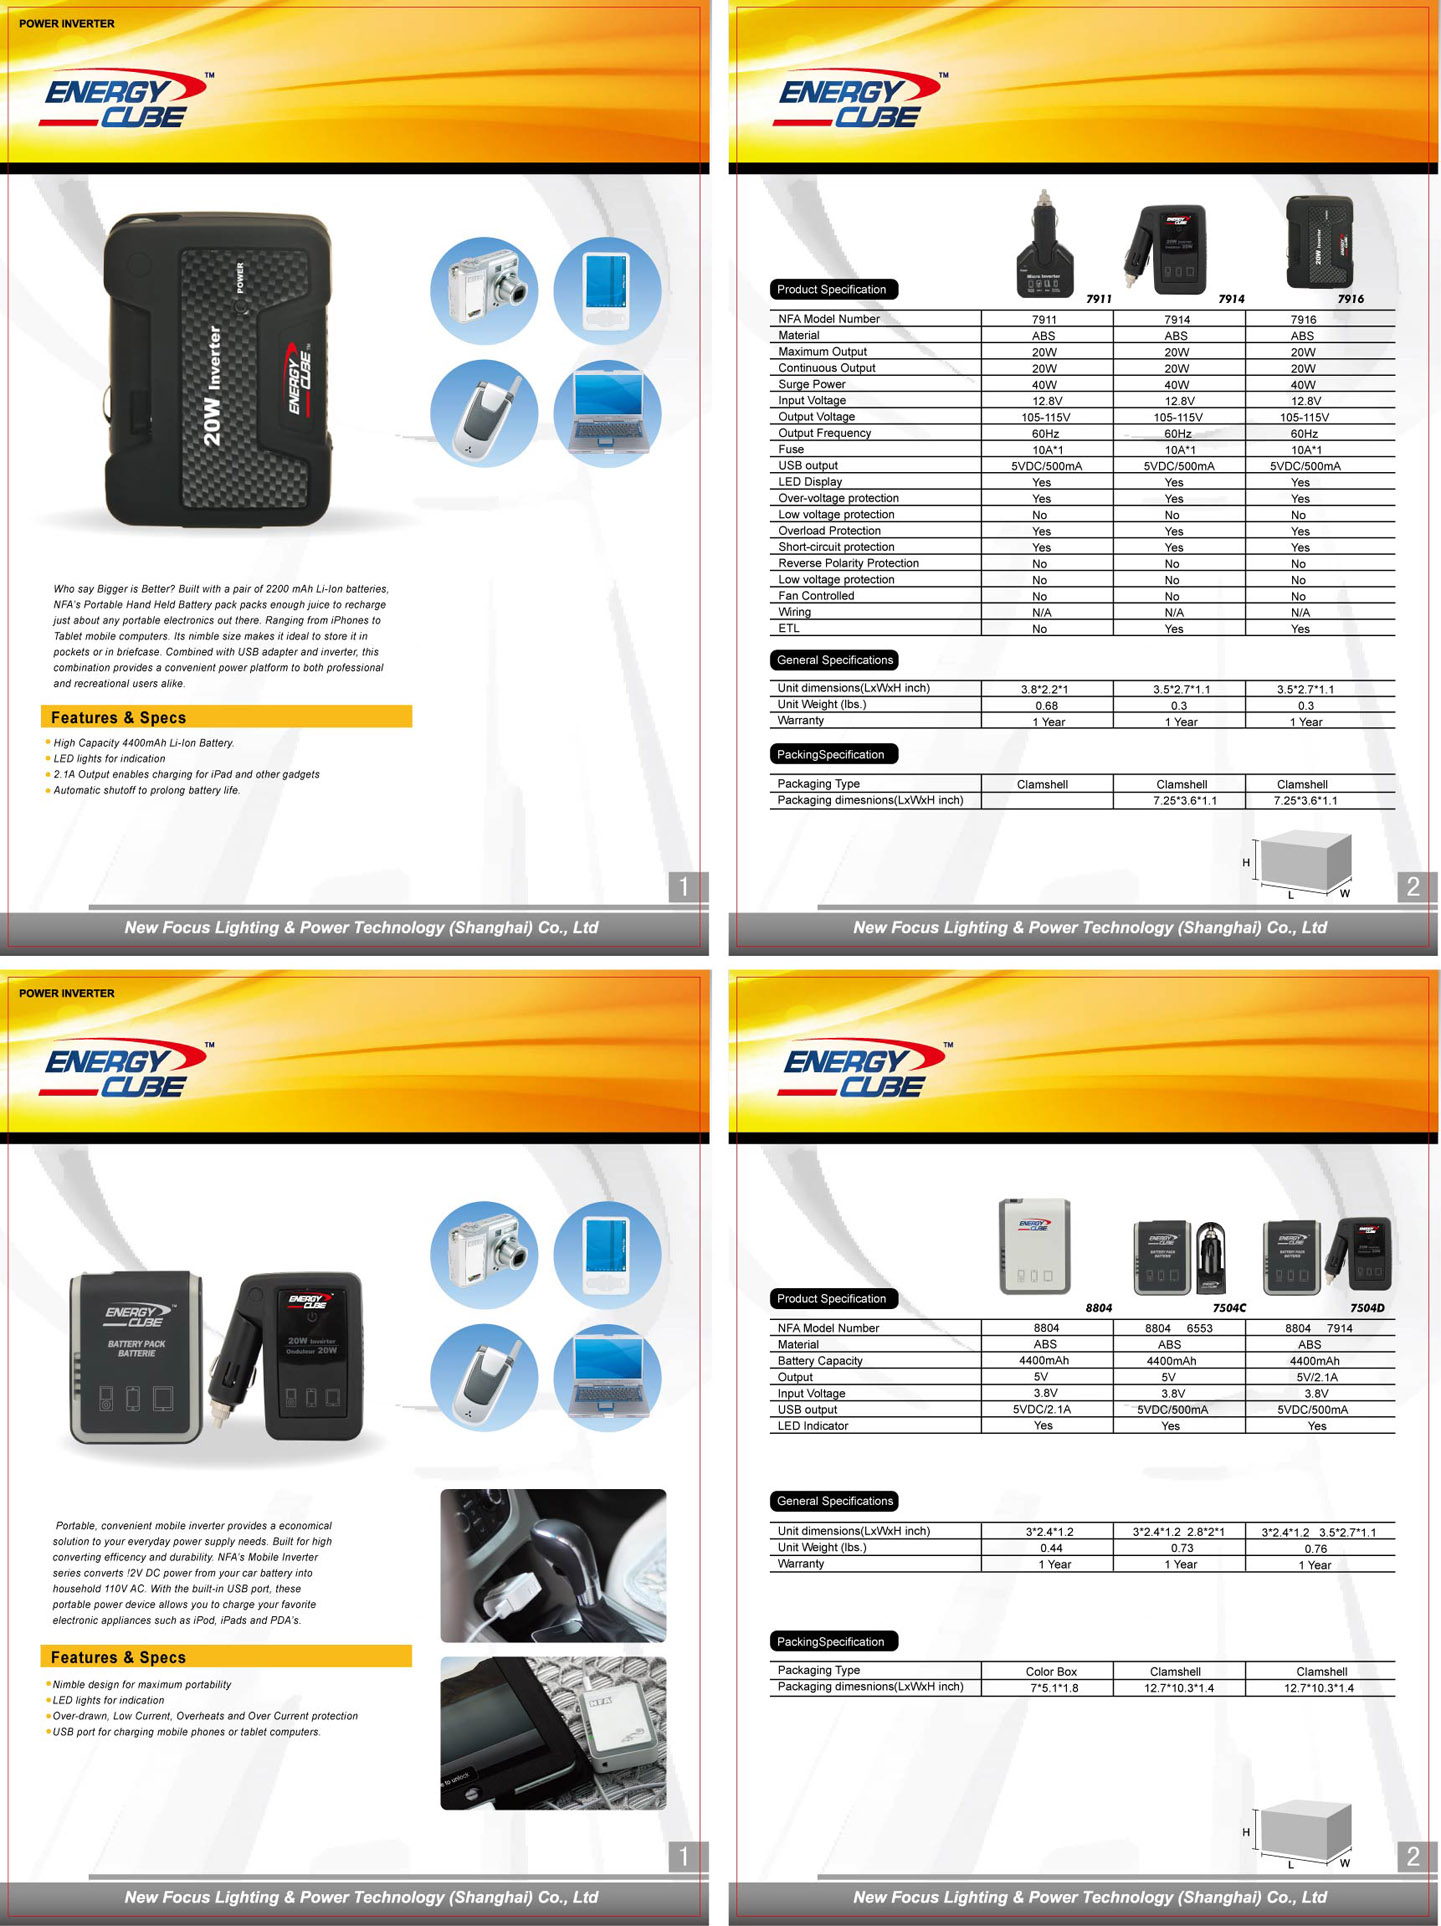 POWER INVERTER
ENERGY CUBE™
POWER
20W Inverter
ENERGY CUBE™
Who say Bigger is Better? Built with a pair of 2200 mAh Li-Ion batteries,
NFA's Portable Hand Held Battery pack packs enough juice to recharge
just about any portable electronics out there. Ranging from iPhones to
Tablet mobile computers. Its nimble size makes it ideal to store it in
pockets or in briefcase. Combined with USB adapter and inverter, this
combination provides a convenient power platform to both professional
and recreational users alike.
Features & Specs
High Capacity 4400mAh Li-Ion Battery.
LED lights for indication
2.1A Output enables charging for iPad and other gadgets
Automatic shutoff to prolong battery life.
1
New Focus Lighting & Power Technology (Shanghai) Co., Ltd
ENERGY CUBE™
Micro Inverter
ENERGY CUBE
20W Inverter
20W Inverter
ENERGY CUBE
Product Specification
7911 7914 7916
NFA Model Number 7911 7914 7916
Material ABS ABS ABS
Maximum Output 20W 20W 20W
Continuous Output 20W 20W 20W
Surge Power 40W 40W 40W
Input Voltage 12.8V 12.8V 12.8V
Output Voltage 105-115V 105-115V 105-115V
Output Frequency 60Hz 60Hz 60Hz
Fuse 10A*1 10A*1 10A*1
USB output 5VDC/500mA 5VDC/500mA 5VDC/500mA
LED Display Yes Yes Yes
Over-voltage protection Yes Yes Yes
Low voltage protection No No No
Overload Protection Yes Yes Yes
Short-circuit protection Yes Yes Yes
Reverse Polarity Protection No No No
Low voltage protection No No No
Fan Controlled No No No
Wiring N/A N/A N/A
ETL No Yes Yes
General Specifications
Unit dimensions(LxWxH inch) 3.8*2.2*1 3.5*2.7*1.1 3.5*2.7*1.1
Unit Weight (lbs.) 0.68 0.3 0.3
Warranty 1 Year 1 Year 1 Year
PackingSpecification
Packaging Type Clamshell Clamshell Clamshell
Packaging dimesnions(LxWxH inch) 7.25*3.6*1.1 7.25*3.6*1.1
H
L
W
2
New Focus Lighting & Power Technology (Shanghai) Co., Ltd
POWER INVERTER
ENERGY CUBE™
ENERGY CUBE™
BATTERY PACK
BATTERIE
ENERGY CUBE
20W Inverter
Onduleur 20W
Portable, convenient mobile inverter provides a economical
solution to your everyday power supply needs. Built for high
converting efficency and durability. NFA's Mobile Inverter
series converts !2V DC power from your car battery into
household 110V AC. With the built-in USB port, these
portable power device allows you to charge your favorite
electronic appliances such as iPod, iPads and PDA's.
Features & Specs
Nimble design for maximum portability
LED lights for indication
Over-drawn, Low Current, Overheats and Over Current protection
USB port for charging mobile phones or tablet computers.
NFA
to unlock
1
New Focus Lighting & Power Technology (Shanghai) Co., Ltd
ENERGY CUBE™
ENERGY CUBE
ENERGY CUBE
BATTERY PACK
BATTERIE
ENERGY CUBE
BATTERY PACK
BATTERIE
Product Specification
8804 7504C 7504D
NFA Model Number 8804 8804 6553 8804 7914
Material ABS ABS ABS
Battery Capacity 4400mAh 4400mAh 4400mAh
Output 5V 5V 5V/2.1A
Input Voltage 3.8V 3.8V 3.8V
USB output 5VDC/2.1A 5VDC/500mA 5VDC/500mA
LED Indicator Yes Yes Yes
General Specifications
Unit dimensions(LxWxH inch) 3*2.4*1.2 3*2.4*1.2 2.8*2*1 3*2.4*1.2 3.5*2.7*1.1
Unit Weight (lbs.) 0.44 0.73 0.76
Warranty 1 Year 1 Year 1 Year
PackingSpecification
Packaging Type Color Box Clamshell Clamshell
Packaging dimesnions(LxWxH inch) 7*5.1*1.8 12.7*10.3*1.4 12.7*10.3*1.4
H
L
W
2
New Focus Lighting & Power Technology (Shanghai) Co., Ltd